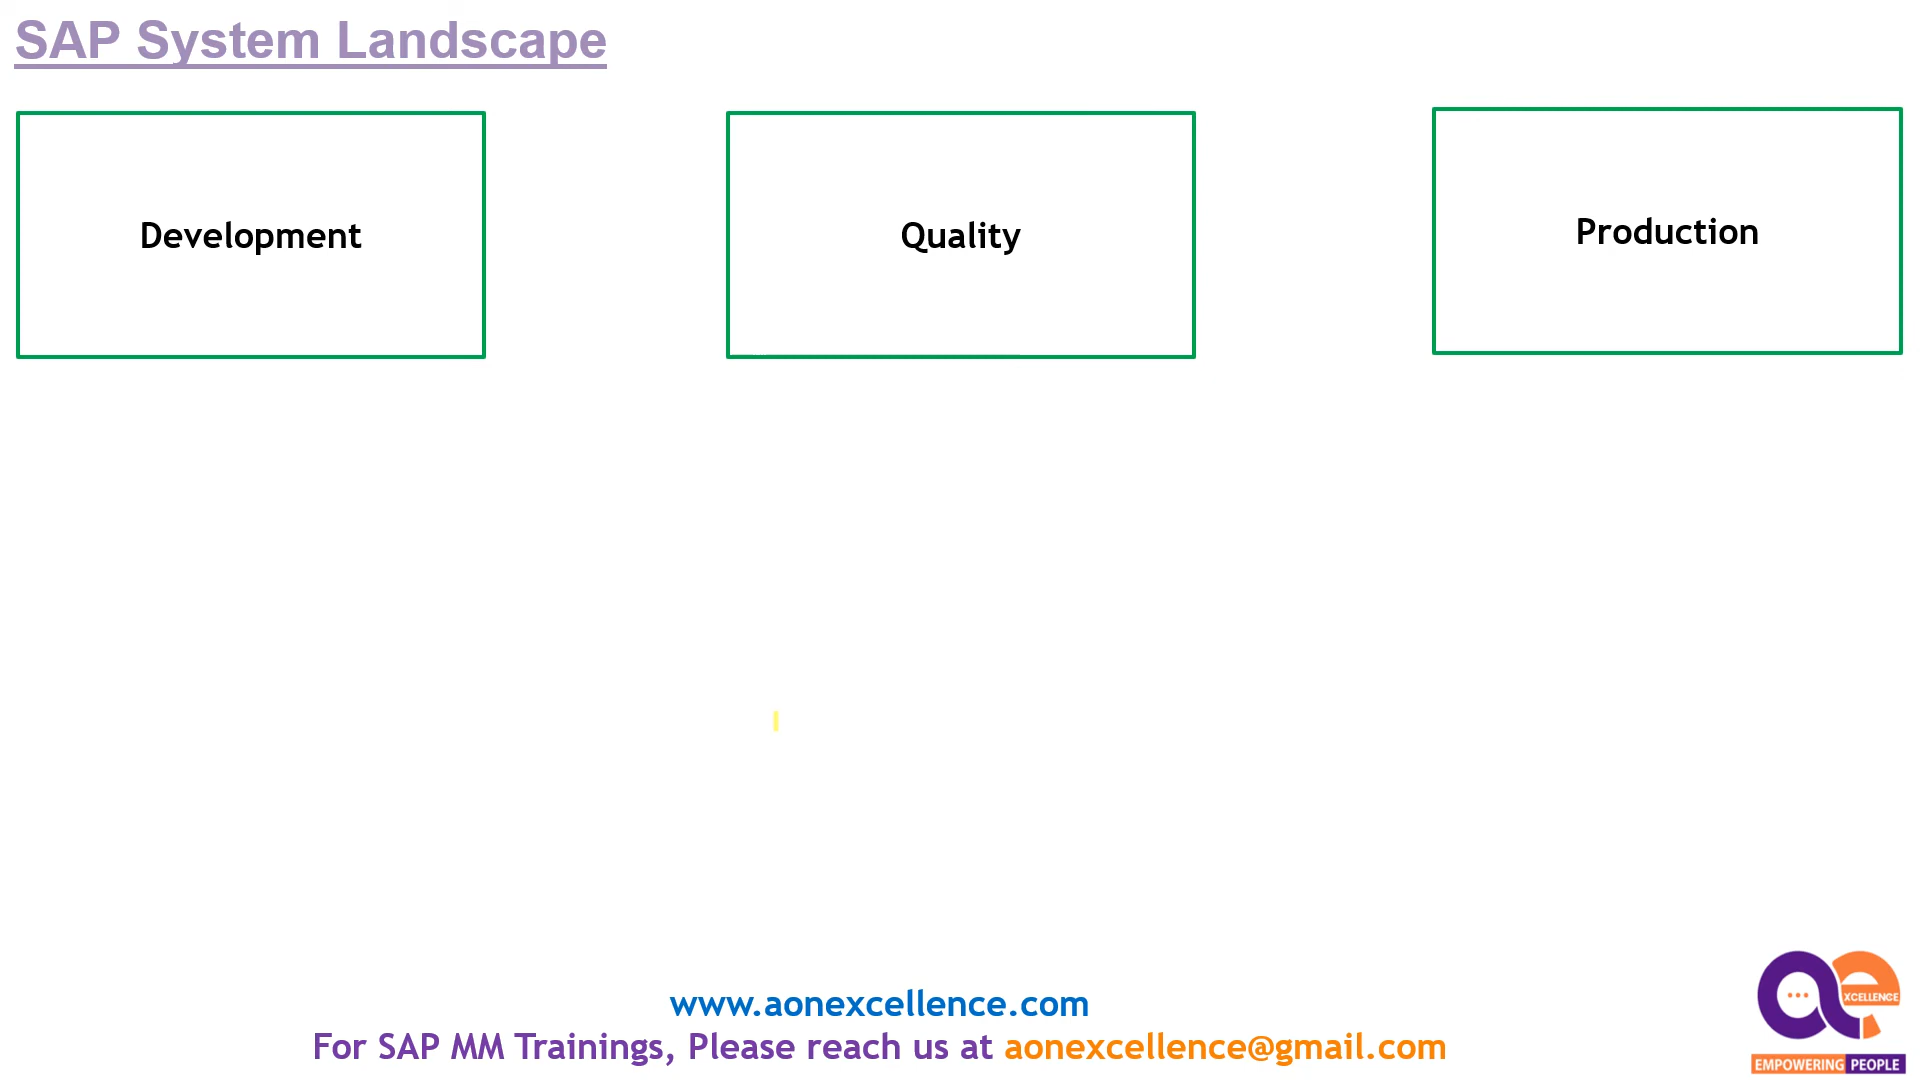 SAP System Landscape
Development
Quality
Production
www.aonexcellence.com
For SAP MM Trainings, Please reach us at aonexcellence@gmail.com
ae
XCELLENCE
EMPOWERING PEOPLE